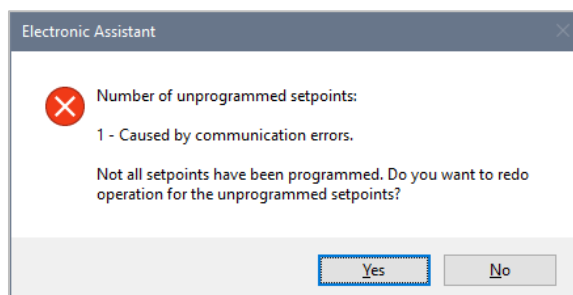 Electronic Assistant
Number of unprogrammed setpoints:
1 - Caused by communication errors.
Not all setpoints have been programmed. Do you want to redo
operation for the unprogrammed setpoints?
Yes No